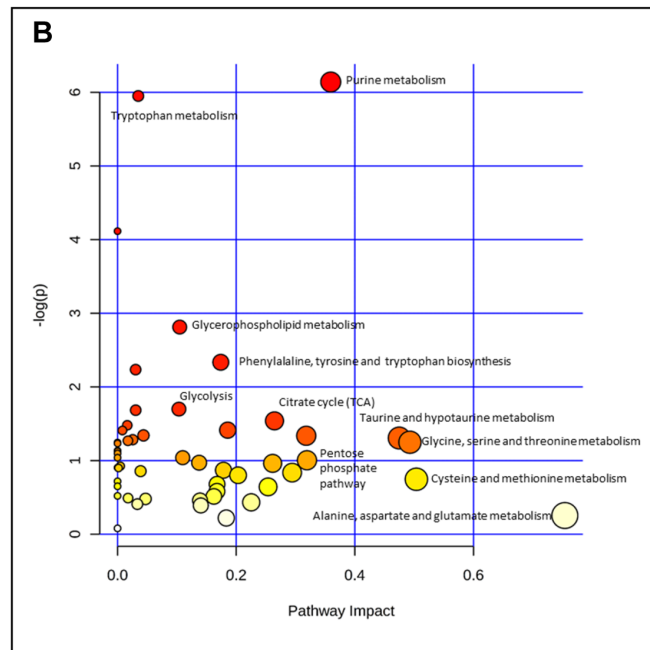 B
Purine metabolism
Tryptophan metabolism
Glycerophospholipid metabolism
Phenylalaline, tyrosine and tryptophan biosynthesis
Glycolysis
Citrate cycle (TCA)
Taurine and hypotaurine metabolism
Glycine, serine and threonine metabolism
Pentose
phosphate
pathway
Cysteine and methionine metabolism
Alanine, aspartate and glutamate metabolism
-log(p)
6
5
4
3
2
1
0
0.0 0.2 0.4 0.6
Pathway Impact